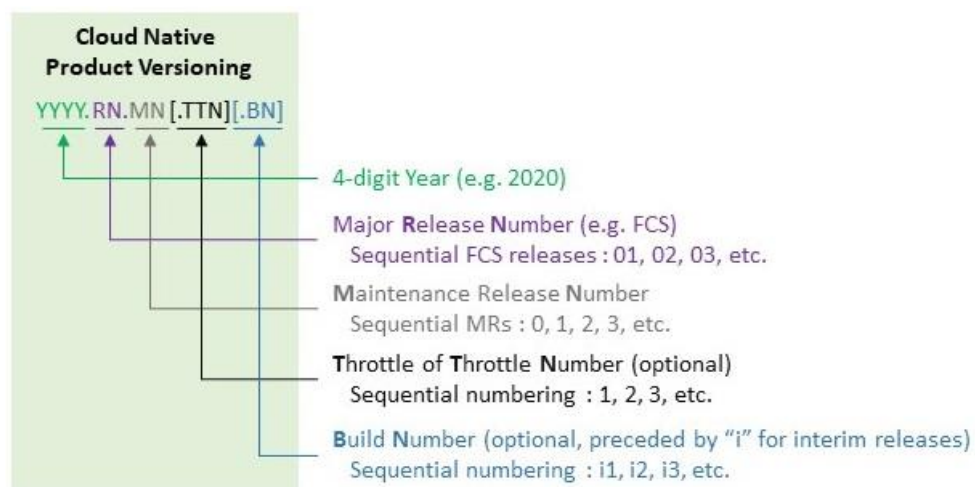 Cloud Native
Product Versioning
YYYY.RN.MN[.TTN][.BN]
4-digit Year (e.g. 2020)
Major Release Number (e.g. FCS)
Sequential FCS releases : 01, 02, 03, etc.
Maintenance Release Number
Sequential MRs : 0, 1, 2, 3, etc.
Throttle of Throttle Number (optional)
Sequential numbering : 1, 2, 3, etc.
Build Number (optional, preceded by “i” for interim releases)
Sequential numbering : i1, i2, i3, etc.